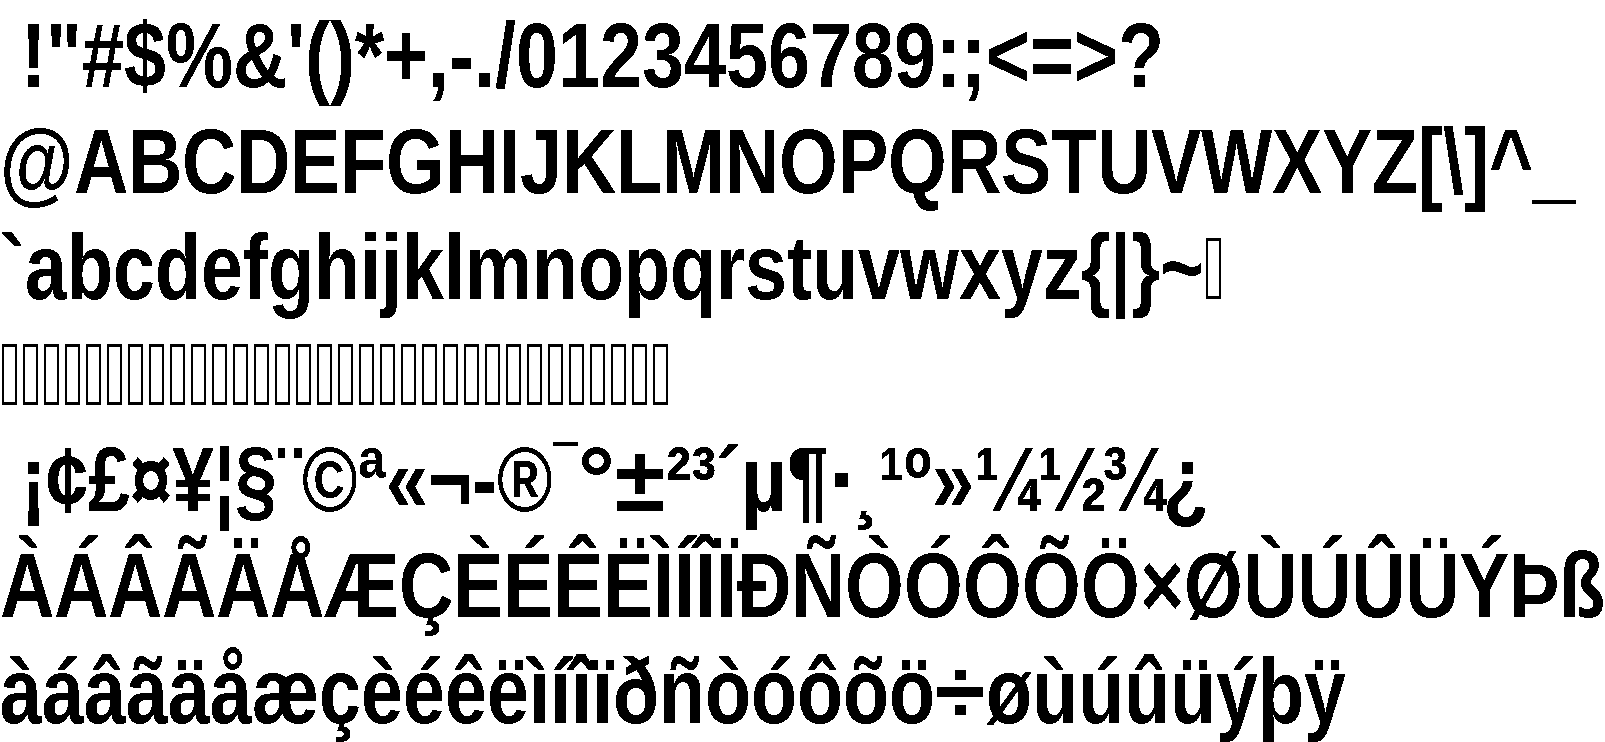 !"#$%&'()*+,-./0123456789:;<=>?
@ABCDEFGHIJKLMNOPQRSTUVWXYZ[\]^_
`abcdefghijklmnopqrstuvwxyz{|}~
¡¢£¤¥¦§¨©ª«¬-®¯°±²³´µ¶·¸¹º»¼½¾¿
ÀÁÂÃÄÅÆÇÈÉÊËÌÍÎÏÐÑÒÓÔÕÖ×ØÙÚÛÜÝÞß
àáâãäåæçèéêëìíîïðñòóôõö÷øùúûüýþÿ